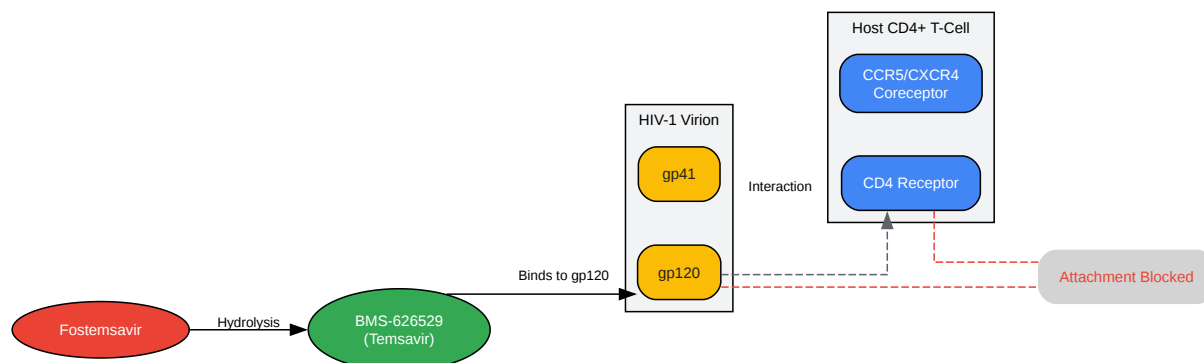 Host CD4+ T-Cell
CCR5/CXCR4
Coreceptor
HIV-1 Virion
gp41
Interaction
CD4 Receptor
gp120
Binds to gp120
Attachment Blocked
Fostemsavir
Hydrolysis
BMS-626529
(Temsavir)